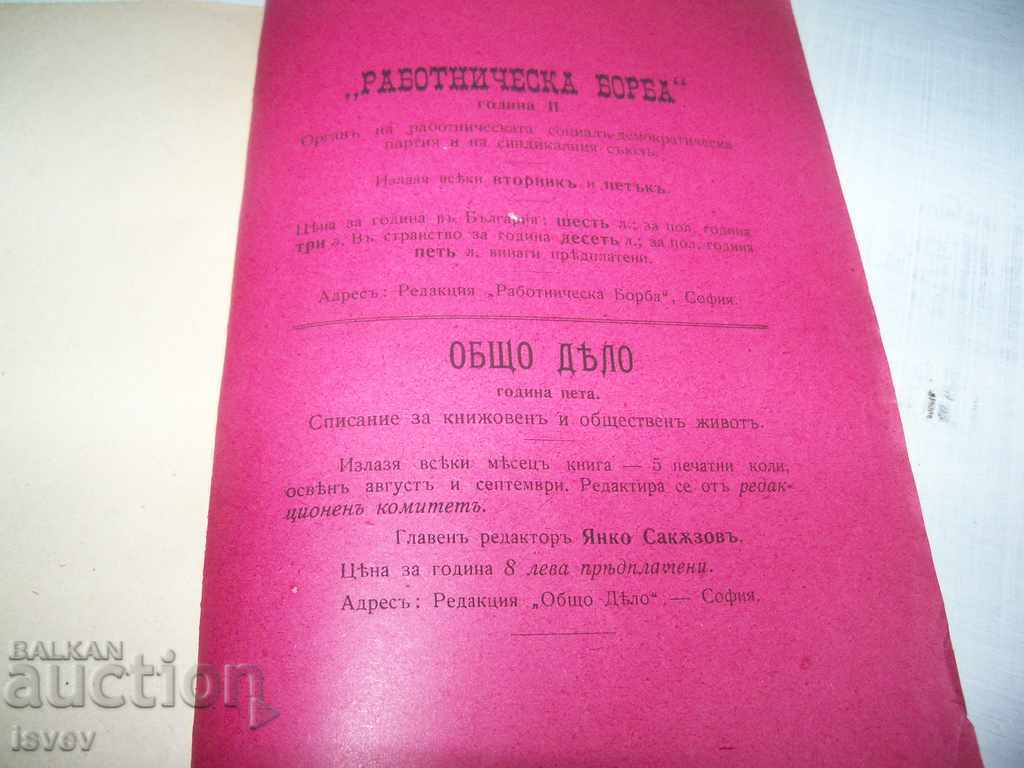 „РАБОТНИЧЕСКА БОРБА“
година II
Органъ на работническата социалъ-демократическа
партия и на синдикалния съюзъ.
Излазя всѣки вторникъ и петъкъ.
Цѣна за година въ България: шесть л.; за пол. година
три л. Въ странство за година десеть л.; за пол. година
петь л. винаги прѣдплатени.
Адресъ: Редакция „Работническа Борба“, София.
ОБЩО ДѢЛО
година пета.
Списание за книжовенъ и общественъ животъ.
Излазя всѣки мѣсецъ книга — 5 печатни коли,
освѣнъ августъ и септември. Редактира се отъ редак-
ционенъ комитетъ.
Главенъ редакторъ Янко Сакѫзовъ.
Цѣна за година 8 лева прѣдплатени.
Адресъ: Редакция „Общо Дѣло“, — София.
BALKAN
auction
isvev